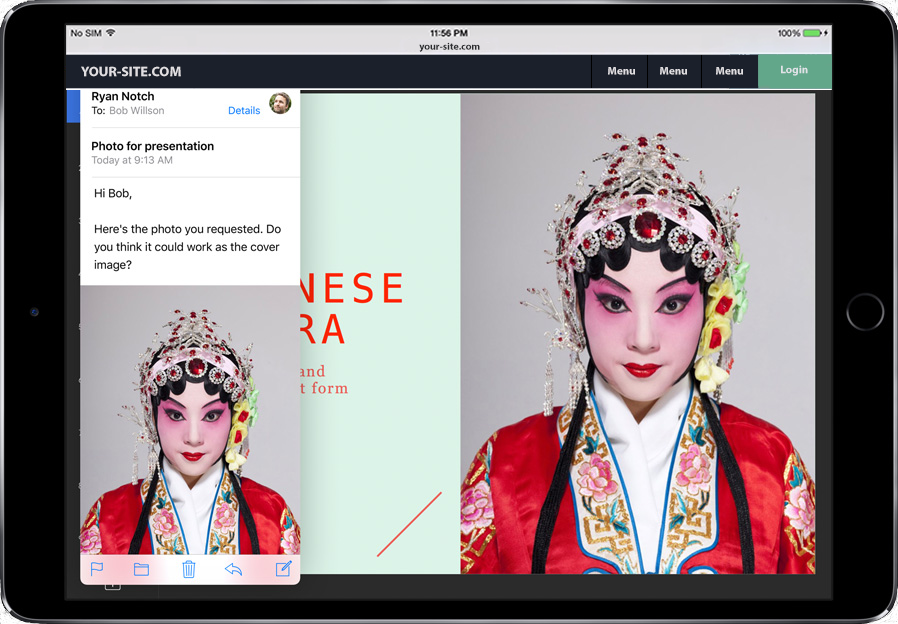 No SIM
11:56 PM
100%
your-site.com
YOUR-SITE.COM
Menu
Menu
Menu
Login
Ryan Notch
To: Bob Willson
Details
Photo for presentation
Today at 9:13 AM
Hi Bob,
Here's the photo you requested. Do
you think it could work as the cover
image?
NESE
RA
and
t form